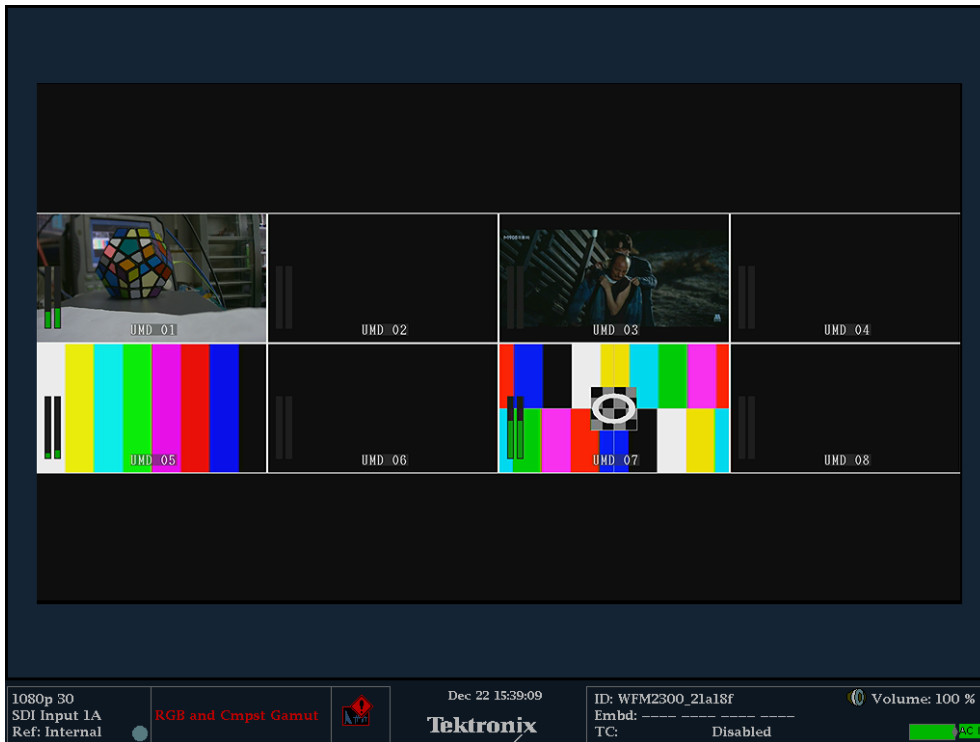 UMD 01
UMD 02
UMD 03
UMD 04
UMD 05
UMD 06
UMD 07
UMD 08
1080p 30
SDI Input 1A
Ref: Internal
RGB and Cmpst Gamut
Dec 22 15:39:09
Tektronix
ID: WFM2300_21a18f
Embd: ---- ---- ---- ----
TC: Disabled
Volume: 100 %
AC